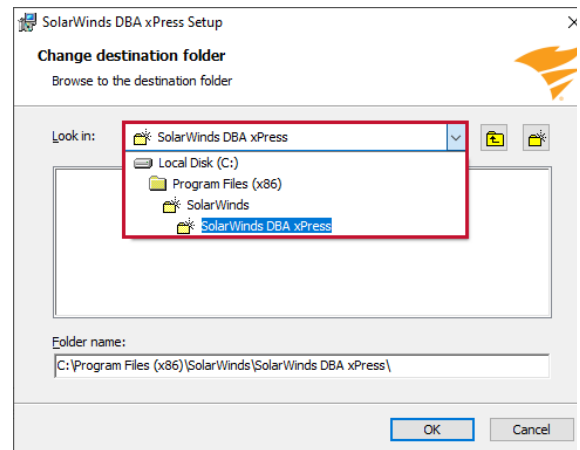 SolarWinds DBA xPress Setup
Change destination folder
Browse to the destination folder
Look in:
SolarWinds DBA xPress
Local Disk (C:)
Program Files (x86)
SolarWinds
SolarWinds DBA xPress
Folder name:
C:\Program Files (x86)\SolarWinds\SolarWinds DBA xPress\
OK
Cancel